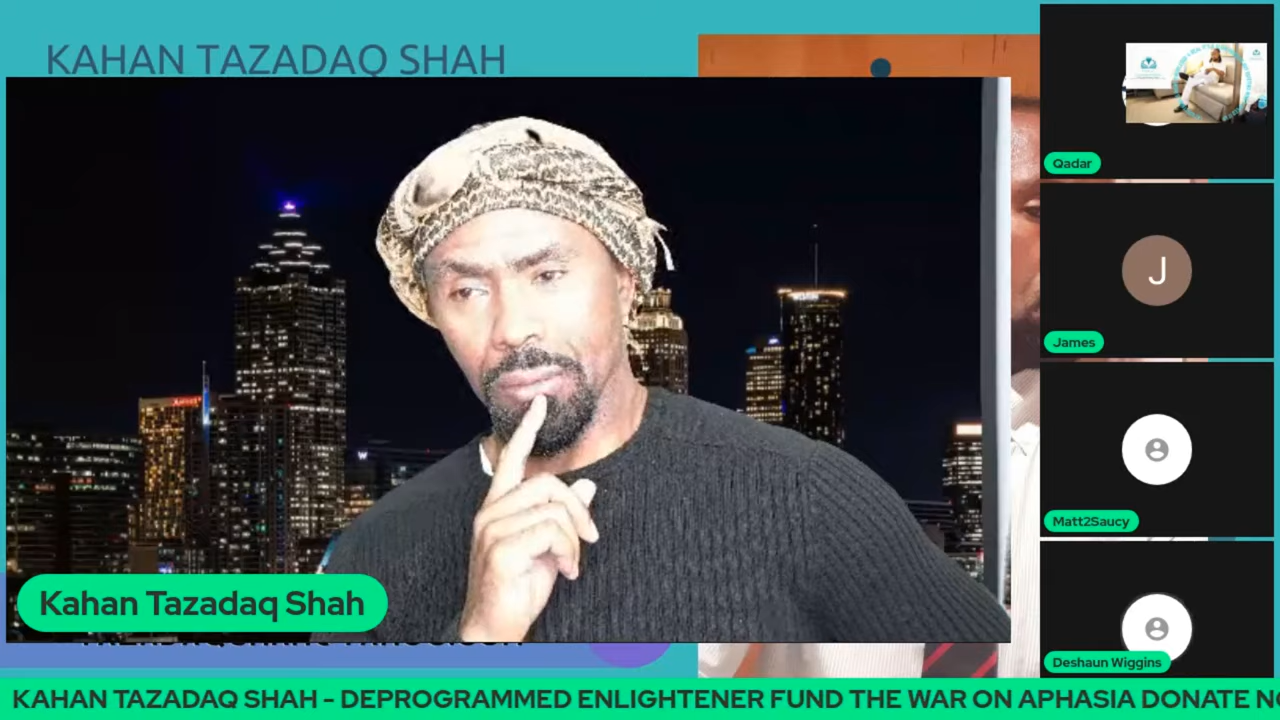 KAHAN TAZADAQ SHAH
Qadar
J
James
Matt2Saucy
Kahan Tazadaq Shah
Deshaun Wiggins
KAHAN TAZADAQ SHAH - DEPROGRAMMED ENLIGHTENER FUND THE WAR ON APHASIA DONATE